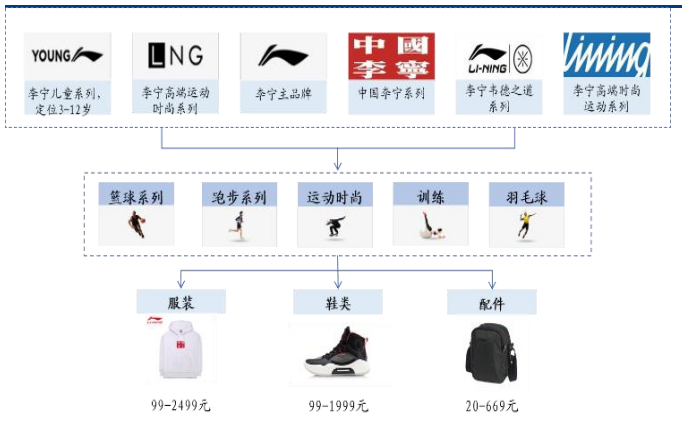 YOUNG
LNG
中國
李寧
LI-NING
lining
李宁儿童系列,
定位3-12岁
李宁高端运动
时尚系列
李宁主品牌
中国李宁系列
李宁韦德之道
系列
李宁高端时尚
运动系列
篮球系列
跑步系列
运动时尚
训练
羽毛球
服装
鞋类
配件
LI-NING
99-2499元
99-1999元
20-669元